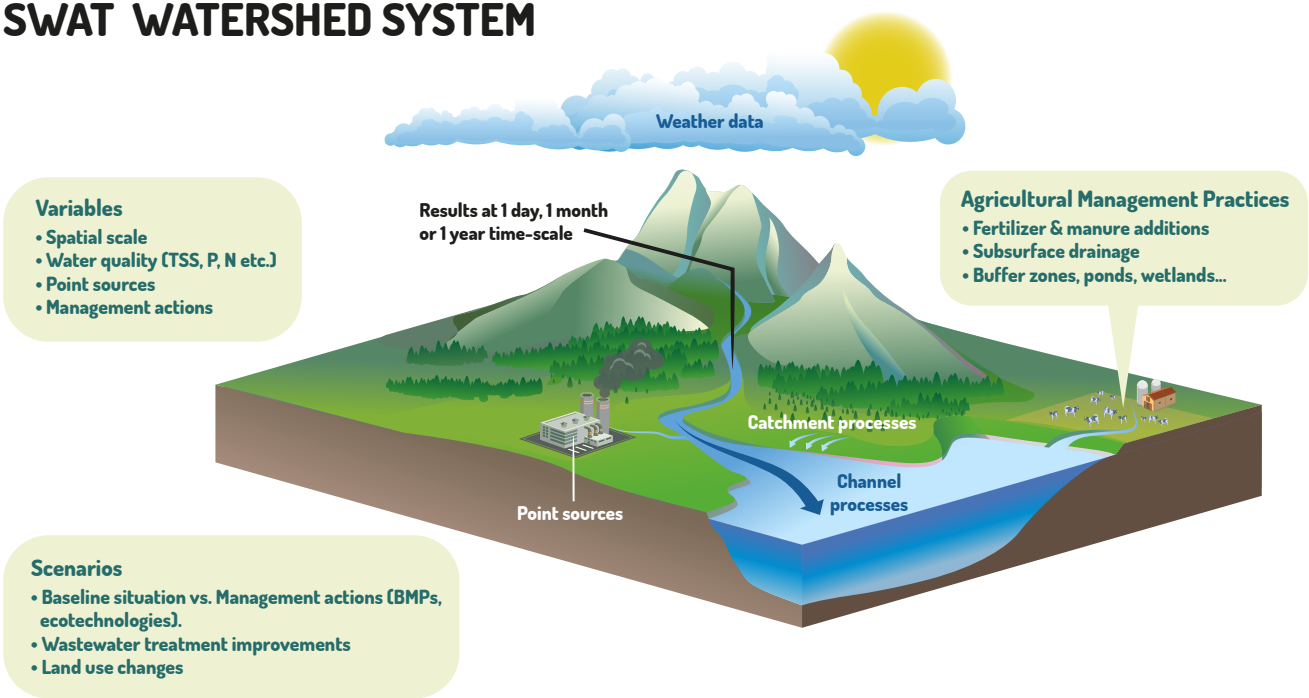 SWAT WATERSHED SYSTEM
Weather data
Variables
• Spatial scale
• Water quality (TSS, P, N etc.)
• Point sources
• Management actions
Results at 1 day, 1 month
or 1 year time-scale
Agricultural Management Practices
• Fertilizer & manure additions
• Subsurface drainage
• Buffer zones, ponds, wetlands...
Catchment processes
Channel
processes
Point sources
Scenarios
• Baseline situation vs. Management actions (BMPs,
ecotechnologies).
• Wastewater treatment improvements
• Land use changes